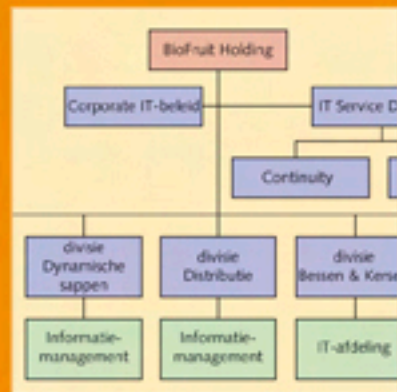 BioFruit Holding
Corporate IT-beleid
IT Service D
Continuity
divisie
Dynamische
sappen
divisie
Distributie
divisie
Bessen & Kerse
Informatie-
management
Informatie-
management
IT-afdeling